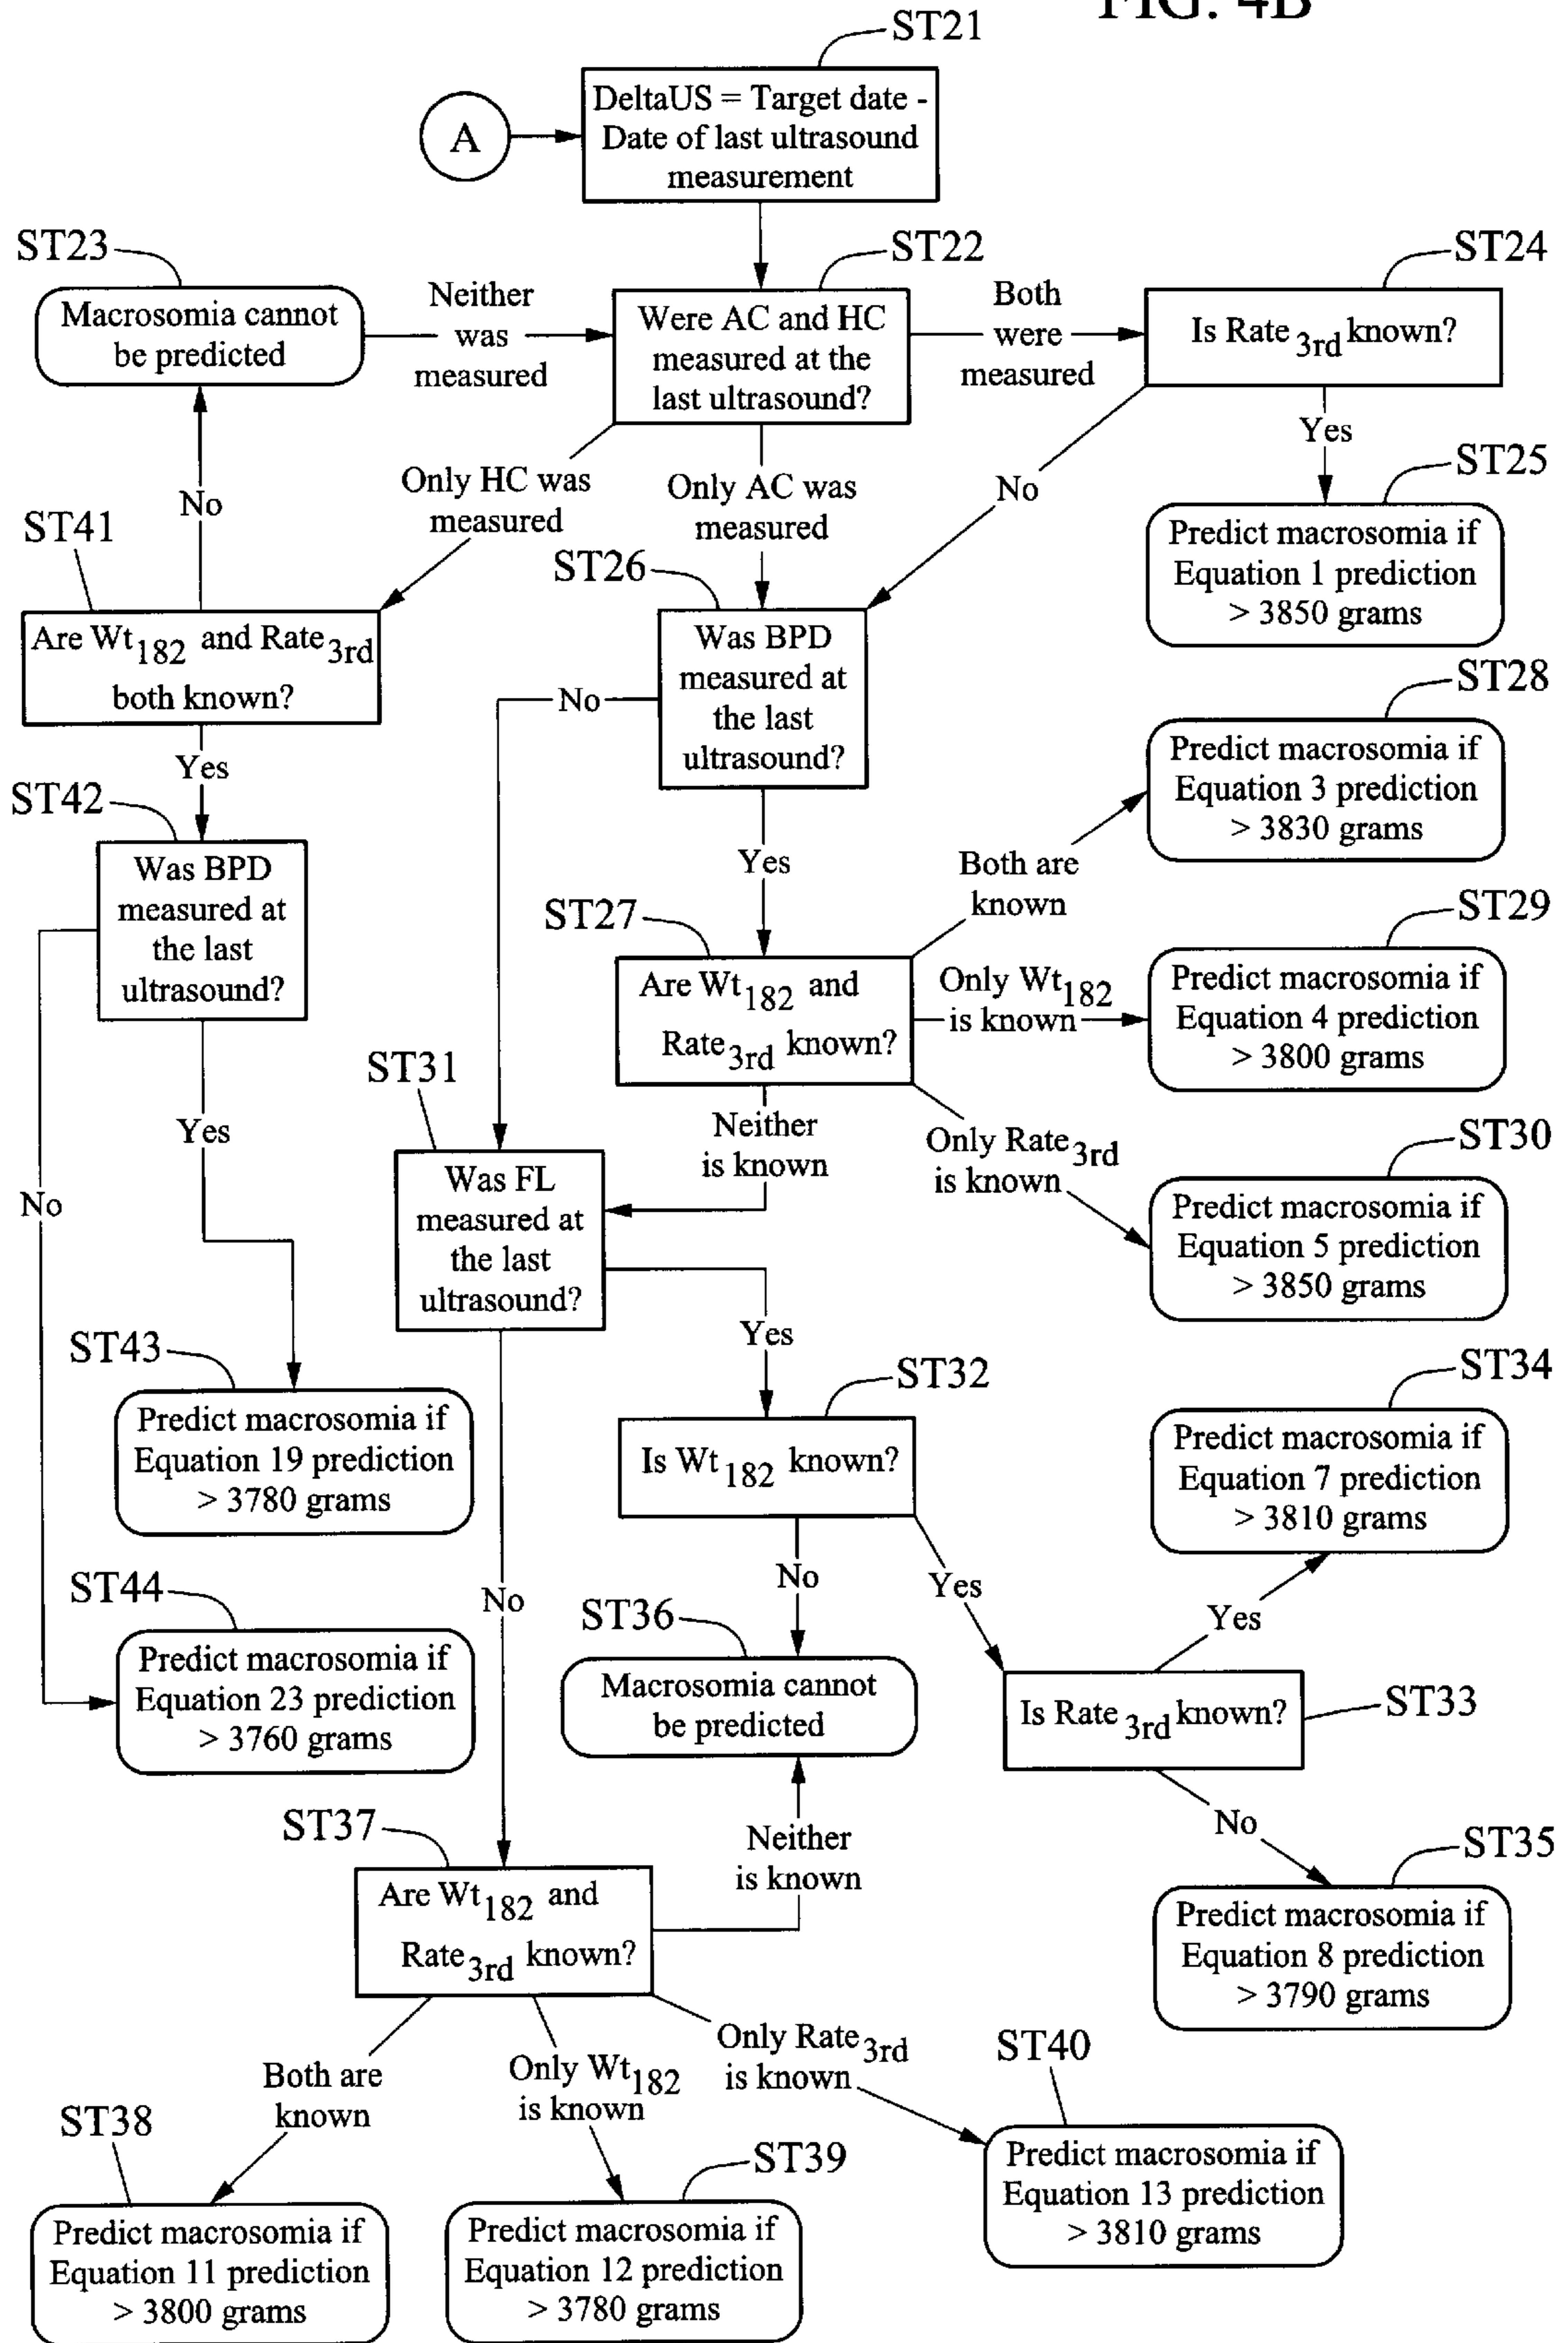 FIG. 4B
ST21
A
DeltaUS = Target date -
Date of last ultrasound
measurement
ST23
ST22
ST24
Macrosomia cannot
be predicted
Neither
was
measured
Were AC and HC
measured at the
last ultrasound?
Both
were
measured
Is Rate 3rd known?
Yes
Only HC was
measured
Only AC was
measured
No
No
ST25
Predict macrosomia if
Equation 1 prediction
> 3850 grams
ST41
Are Wt182 and Rate3rd
both known?
ST26
Was BPD
measured at
the last
ultrasound?
No
ST28
Predict macrosomia if
Equation 3 prediction
> 3830 grams
Yes
ST42
Was BPD
measured at
the last
ultrasound?
Yes
Both are
known
ST27
Are Wt182 and
Rate3rd known?
Only Wt182
is known
ST29
Predict macrosomia if
Equation 4 prediction
> 3800 grams
Yes
No
ST31
Was FL
measured at
the last
ultrasound?
Neither
is known
Only Rate3rd
is known
ST30
Predict macrosomia if
Equation 5 prediction
> 3850 grams
Yes
ST43
Predict macrosomia if
Equation 19 prediction
> 3780 grams
ST32
Is Wt182 known?
ST34
Predict macrosomia if
Equation 7 prediction
> 3810 grams
No
No
Yes
Yes
ST44
Predict macrosomia if
Equation 23 prediction
> 3760 grams
ST36
Macrosomia cannot
be predicted
Is Rate 3rd known?
ST33
No
ST37
Are Wt182 and
Rate3rd known?
Neither
is known
ST35
Predict macrosomia if
Equation 8 prediction
> 3790 grams
Both are
known
Only Wt182
is known
Only Rate3rd
is known
ST40
Predict macrosomia if
Equation 13 prediction
> 3810 grams
ST38
Predict macrosomia if
Equation 11 prediction
> 3800 grams
ST39
Predict macrosomia if
Equation 12 prediction
> 3780 grams